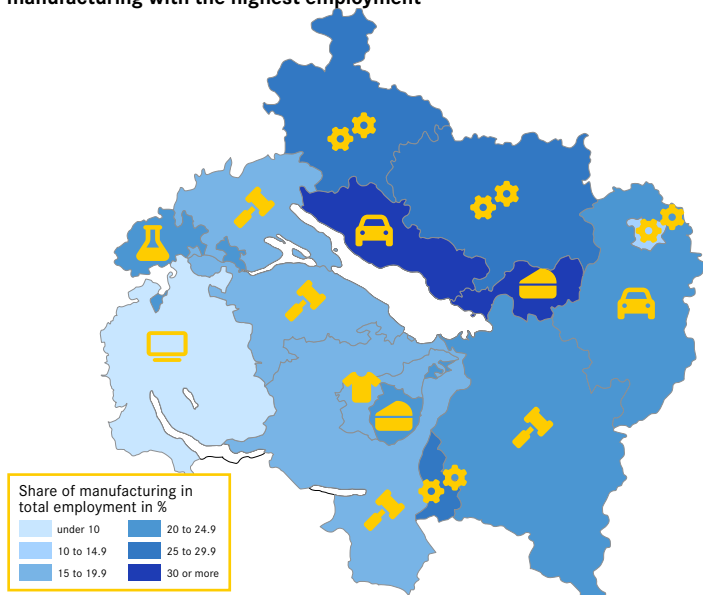 manufacturing with the highest employment
Share of manufacturing in
total employment in %
under 10
20 to 24.9
10 to 14.9
25 to 29.9
15 to 19.9
30 or more